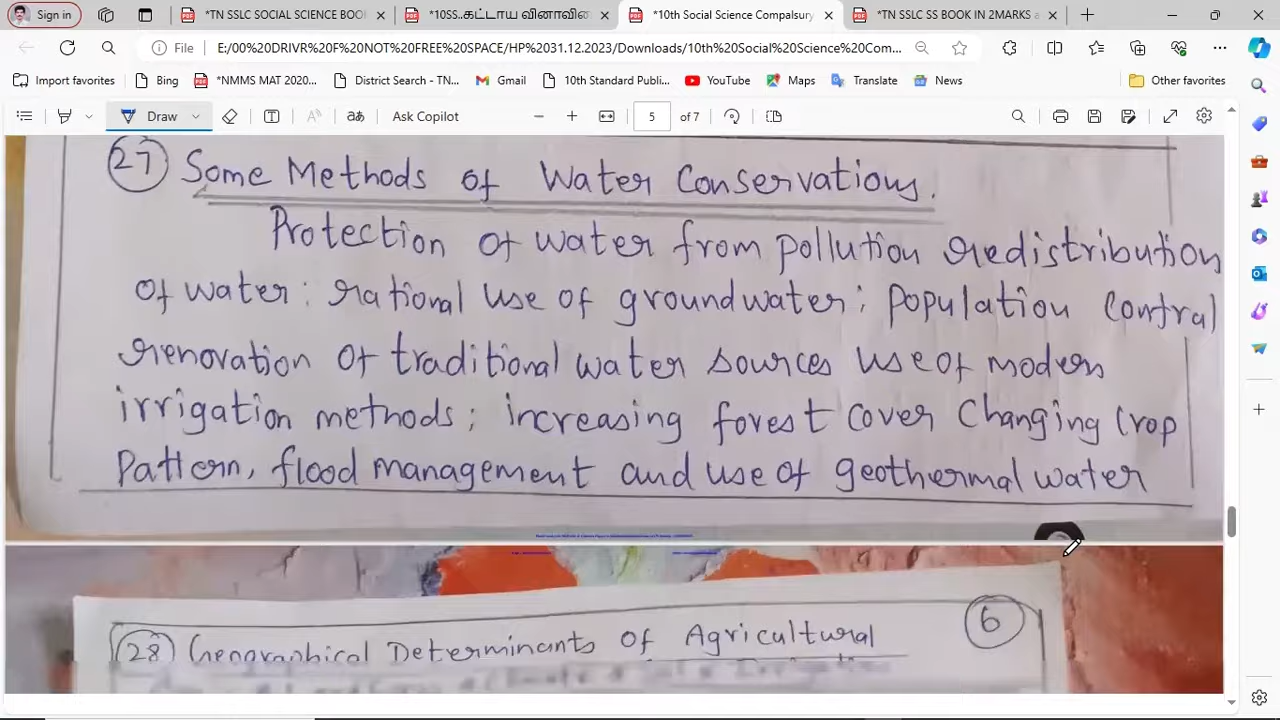 Sign in
*TN SSLC SOCIAL SCIENCE BOO
*10SS..கட்டாய வினாவின
*10th Social Science Compalsury
*TN SSLC SS BOOK IN 2MARKS a
File
E:/00%20DRIVR%20F%20NOT%20FREE%20SPACE/HP%2031.12.2023/Downloads/10th%20Social%20Science%20Com...
Import favorites
Bing
*NMMS MAT 2020...
District Search - TN...
Gmail
10th Standard Publi...
YouTube
Maps
Translate
News
Other favorites
Draw
aあ
Ask Copilot
5
of 7
27 Some Methods of Water Conservations.
Protection of water from pollution redistribution
of water; rational use of groundwater; population contral
renovation of traditional water sources use of modern
irrigation methods; increasing forest cover changing crop
Pattern, flood management and use of geothermal water
6
28 Geographical Determinants of Agricultural